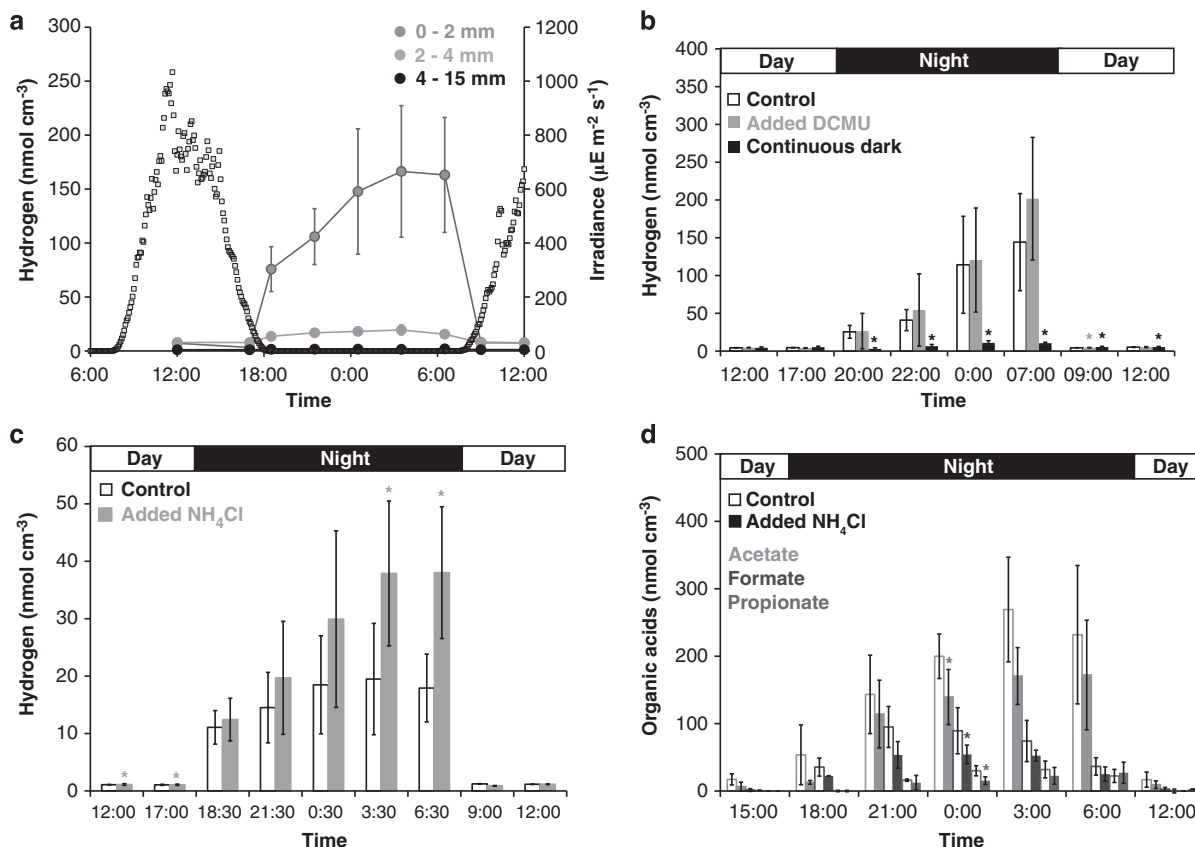 a
300
250
200
150
100
50
0
Hydrogen (nmol cm-3)
0 - 2 mm
2 - 4 mm
4 - 15 mm
1200
1000
800
600
400
200
0
Irradiance (µE m-2 s-1)
6:00 12:00 18:00 0:00 6:00 12:00
Time
b
400
350
300
250
200
150
100
50
0
Hydrogen (nmol cm-3)
Day Night Day
Control
Added DCMU
Continuous dark
* * * * * * *
12:00 17:00 20:00 22:00 0:00 07:00 09:00 12:00
Time
c
60
50
40
30
20
10
0
Hydrogen (nmol cm-3)
Day Night Day
Control
Added NH4Cl
* * * *
12:00 17:00 18:30 21:30 0:30 3:30 6:30 9:00 12:00
Time
d
500
400
300
200
100
0
Organic acids (nmol cm-3)
Day Night Day
Control
Added NH4Cl
Acetate
Formate
Propionate
* * *
15:00 18:00 21:00 0:00 3:00 6:00 12:00
Time